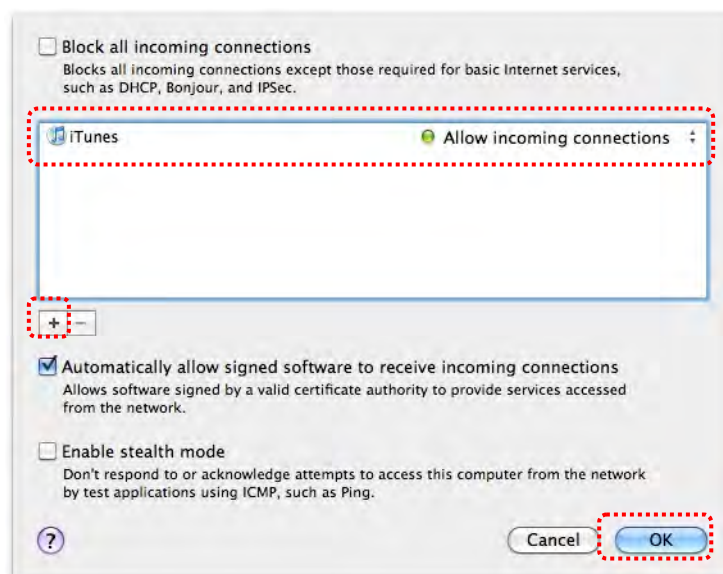 Block all incoming connections
Blocks all incoming connections except those required for basic Internet services,
such as DHCP, Bonjour, and IPSec.
iTunes Allow incoming connections
+ −
Automatically allow signed software to receive incoming connections
Allows software signed by a valid certificate authority to provide services accessed
from the network.
Enable stealth mode
Don't respond to or acknowledge attempts to access this computer from the network
by test applications using ICMP, such as Ping.
? Cancel OK